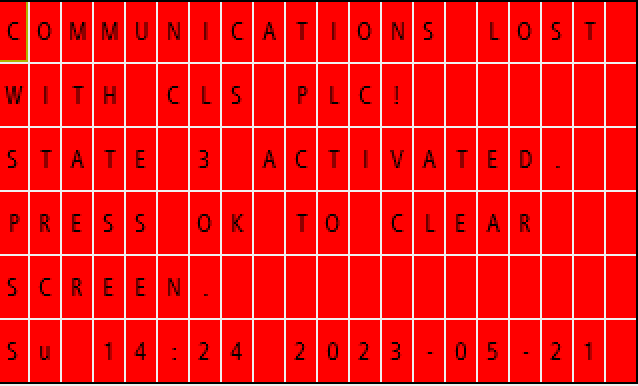 COMMUNICATIONS LOST
WITH CLS PLC!
STATE 3 ACTIVATED.
PRESS OK TO CLEAR
SCREEN.
Su 14:24 2023-05-21